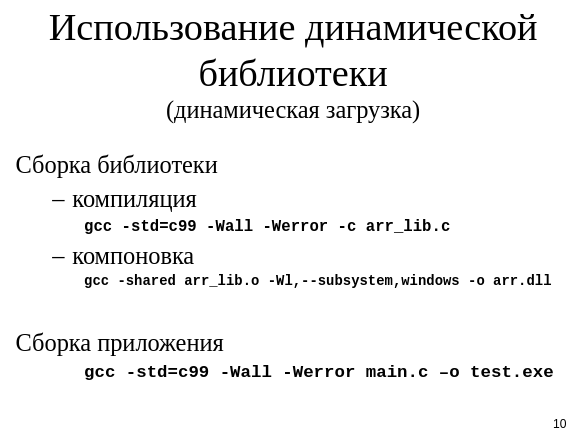 Использование динамической
библиотеки
(динамическая загрузка)
Сборка библиотеки
– компиляция
gcc -std=c99 -Wall -Werror -c arr_lib.c
– компоновка
gcc -shared arr_lib.o -Wl,--subsystem,windows -o arr.dll
Сборка приложения
gcc -std=c99 -Wall -Werror main.c –o test.exe
10